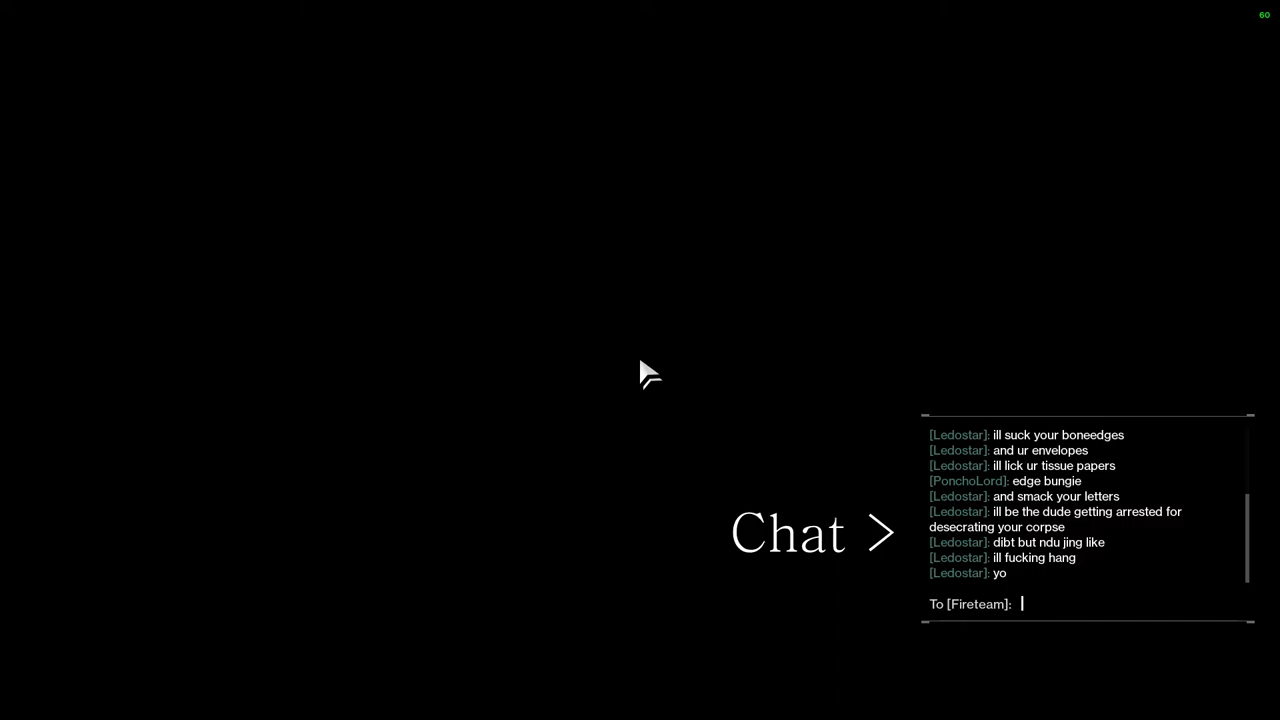 60
[Ledostar]: ill suck your boneedges
[Ledostar]: and ur envelopes
[Ledostar]: ill lick ur tissue papers
[PonchoLord]: edge bungie
[Ledostar]: and smack your letters
[Ledostar]: ill be the dude getting arrested for
desecrating your corpse
Chat >
[Ledostar]: dibt but ndu jing like
[Ledostar]: ill fucking hang
[Ledostar]: yo
To [Fireteam]: